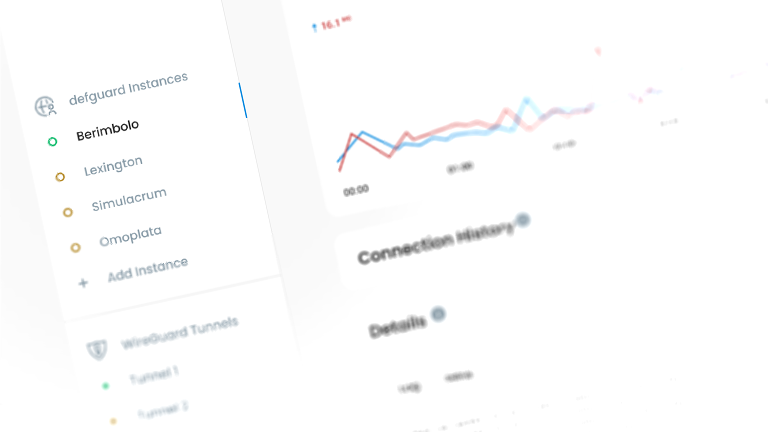 16.1
defguard Instances
Berimbolo
Lexington
Simulacrum
Omoplata
Add Instance
WireGuard Tunnels
Tunnel 1
Tunnel 2
00:00
Connection History
Details